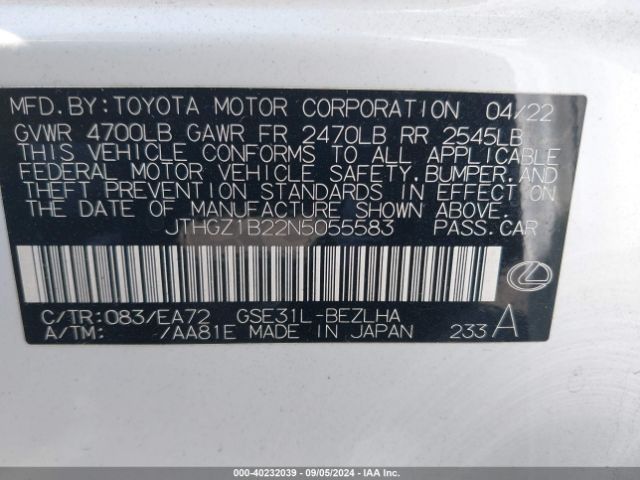 MFD. BY: TOYOTA MOTOR CORPORATION 04/22
GVWR 4700LB GAWR FR 2470LB RR 2545LB
THIS VEHICLE CONFORMS TO ALL APPLICABLE
FEDERAL MOTOR VEHICLE SAFETY, BUMPER, AND
THEFT PREVENTION STANDARDS IN EFFECT ON
THE DATE OF MANUFACTURE SHOWN ABOVE.
JTHGZ1B22N5055583 PASS. CAR
C/TR: 083/EA72 GSE31L-BEZLHA
A/TM: /AA81E MADE IN JAPAN 233 A
000-40232039 - 09/05/2024 - IAAI.COM